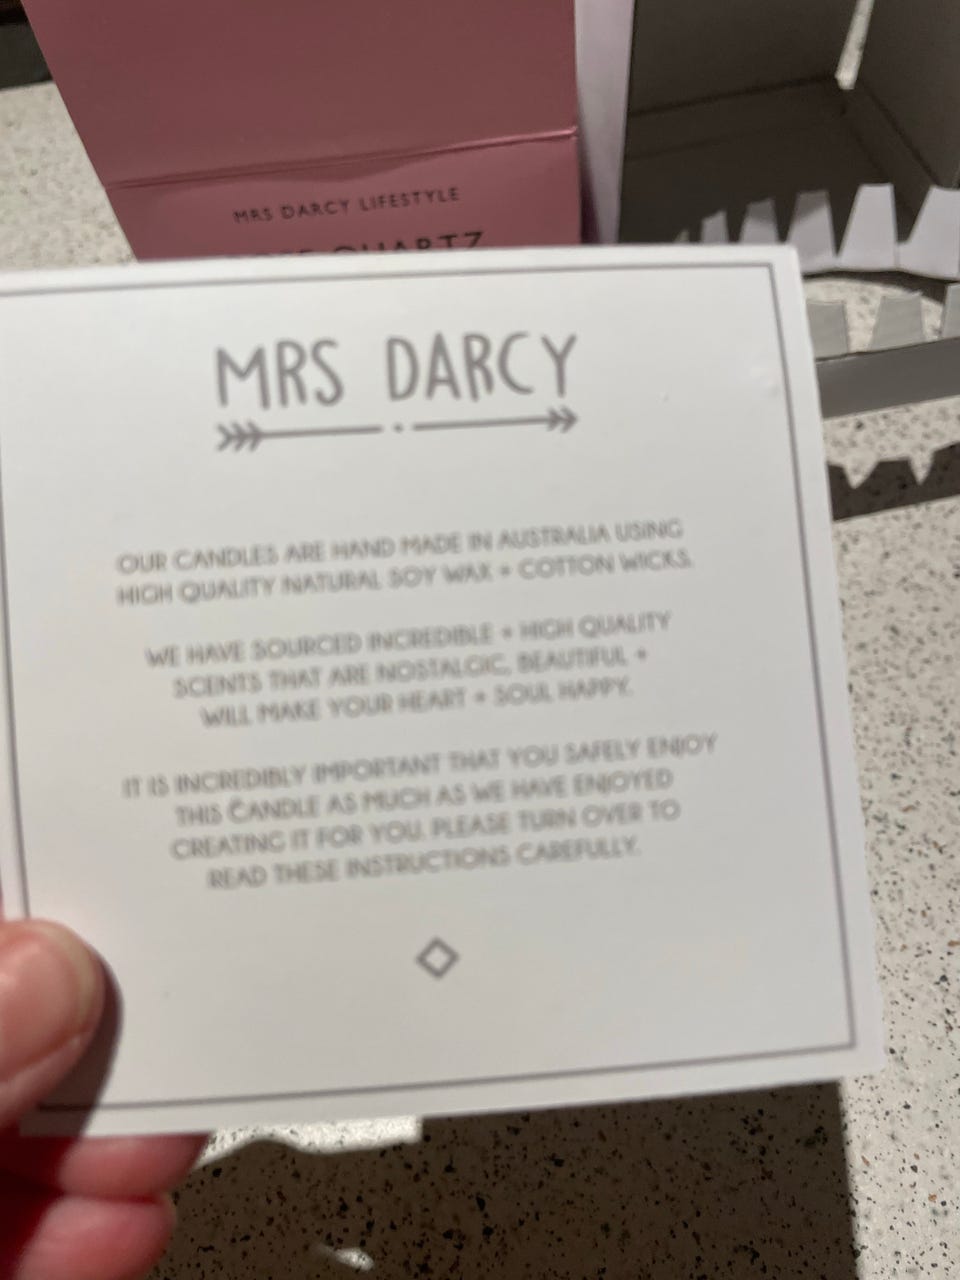 MRS DARCY LIFESTYLE
QUARTZ
MRS DARCY
OUR CANDLES ARE HAND MADE IN AUSTRALIA USING
HIGH QUALITY NATURAL SOY WAX + COTTON WICKS.
WE HAVE SOURCED INCREDIBLE + HIGH QUALITY
SCENTS THAT ARE NOSTALGIC, BEAUTIFUL +
WILL MAKE YOUR HEART + SOUL HAPPY.
IT IS INCREDIBLY IMPORTANT THAT YOU SAFELY ENJOY
THIS CANDLE AS MUCH AS WE HAVE ENJOYED
CREATING IT FOR YOU. PLEASE TURN OVER TO
READ THESE INSTRUCTIONS CAREFULLY.